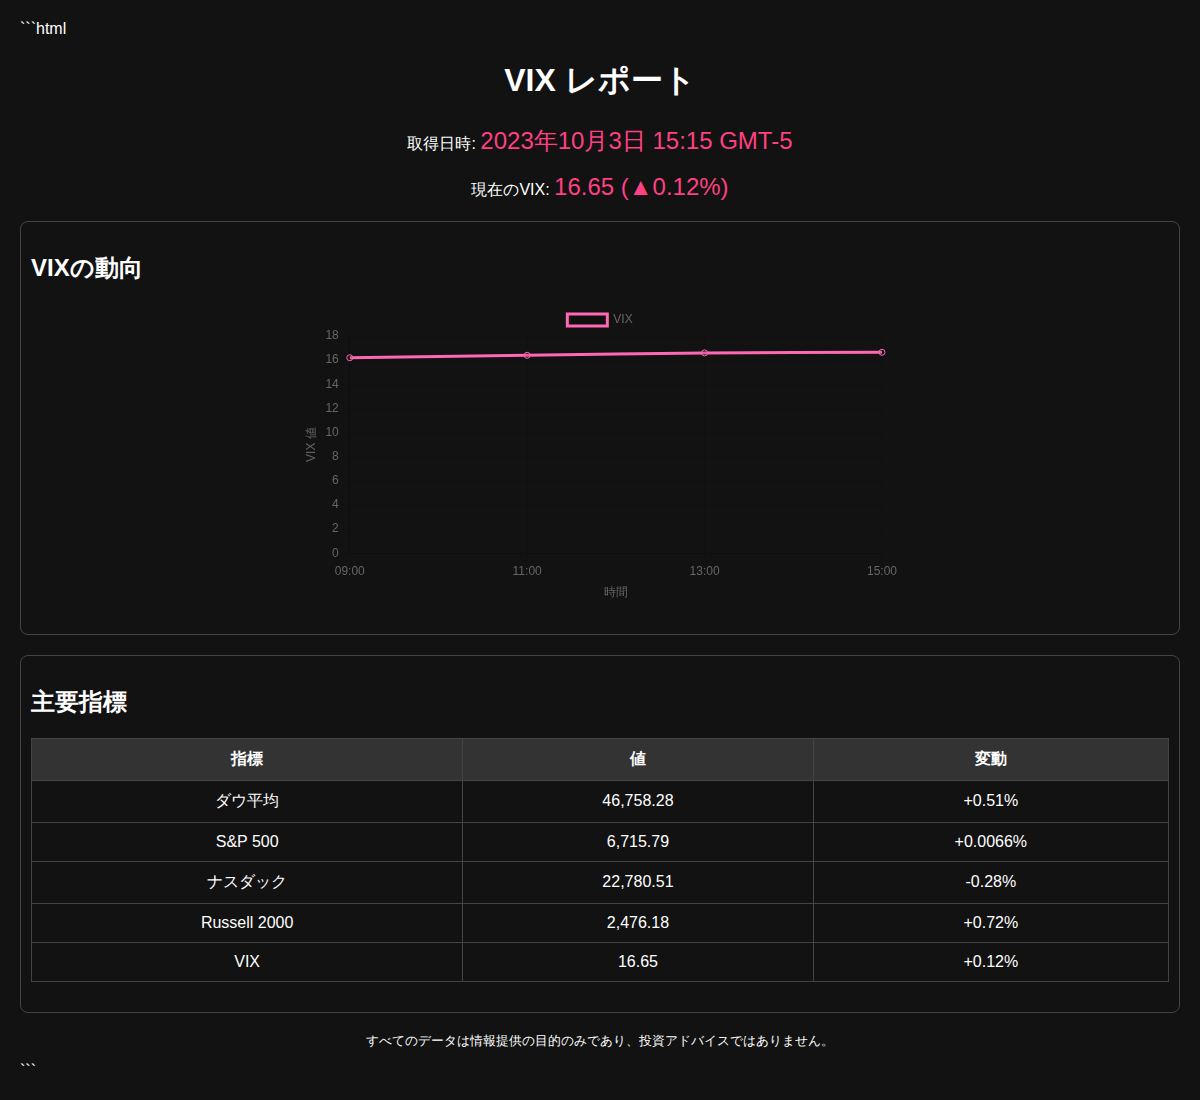 ```html
VIX レポート
取得日時: 2023年10月3日 15:15 GMT-5
現在のVIX: 16.65 (▲0.12%)
VIXの動向
VIX
18
16
14
12
10
8
6
4
2
0
VIX 値
09:00 11:00 13:00 15:00
時間
主要指標
指標 値 変動
ダウ平均 46,758.28 +0.51%
S&P 500 6,715.79 +0.0066%
ナスダック 22,780.51 -0.28%
Russell 2000 2,476.18 +0.72%
VIX 16.65 +0.12%
すべてのデータは情報提供の目的のみであり、投資アドバイスではありません。
```